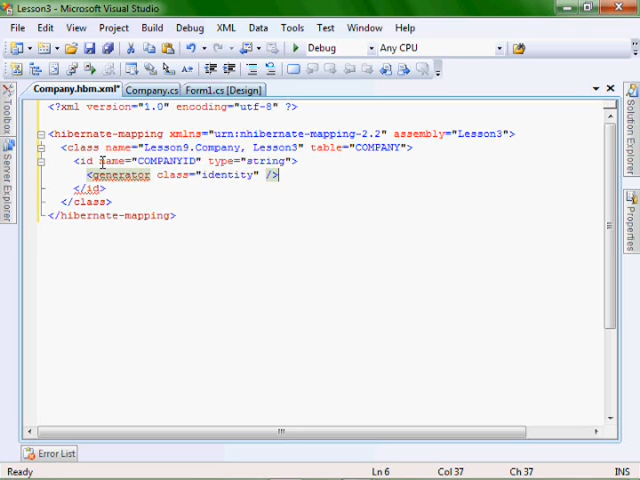 Lesson3 - Microsoft Visual Studio
File Edit View Project Build Debug XML Data Tools Test Window Help
Debug Any CPU
Company.hbm.xml* Company.cs Form1.cs [Design]
Toolbox
Server Explorer
<?xml version="1.0" encoding="utf-8" ?>
<hibernate-mapping xmlns="urn:nhibernate-mapping-2.2" assembly="Lesson3">
<class name="Lesson9.Company, Lesson3" table="COMPANY">
<id name="COMPANYID" type="string">
<generator class="identity" />
</id>
</class>
</hibernate-mapping>
Solution Explorer
Properties
Error List
Ready Ln 6 Col 37 Ch 37 INS